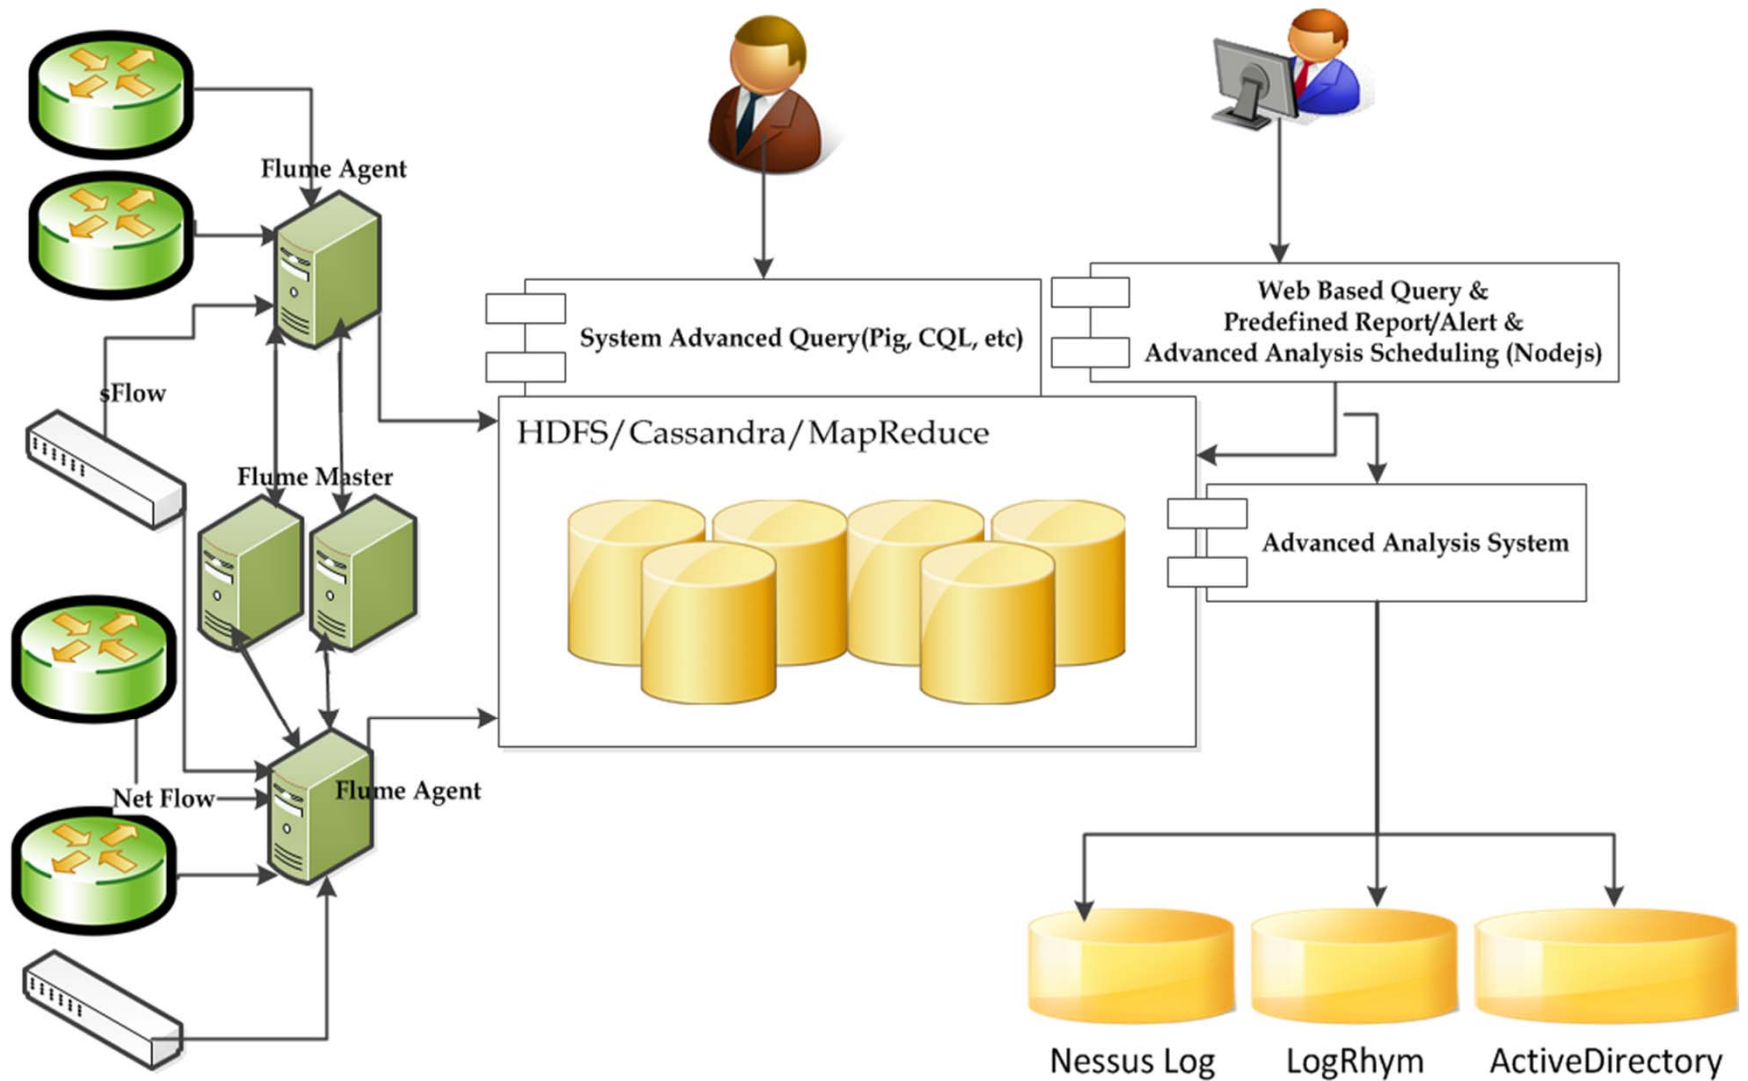 Flume Agent
System Advanced Query(Pig, CQL, etc)
Web Based Query &
Predefined Report/Alert &
Advanced Analysis Scheduling (Nodejs)
sFlow
HDFS/Cassandra/MapReduce
Flume Master
Advanced Analysis System
Net Flow
Flume Agent
Nessus Log
LogRhym
ActiveDirectory